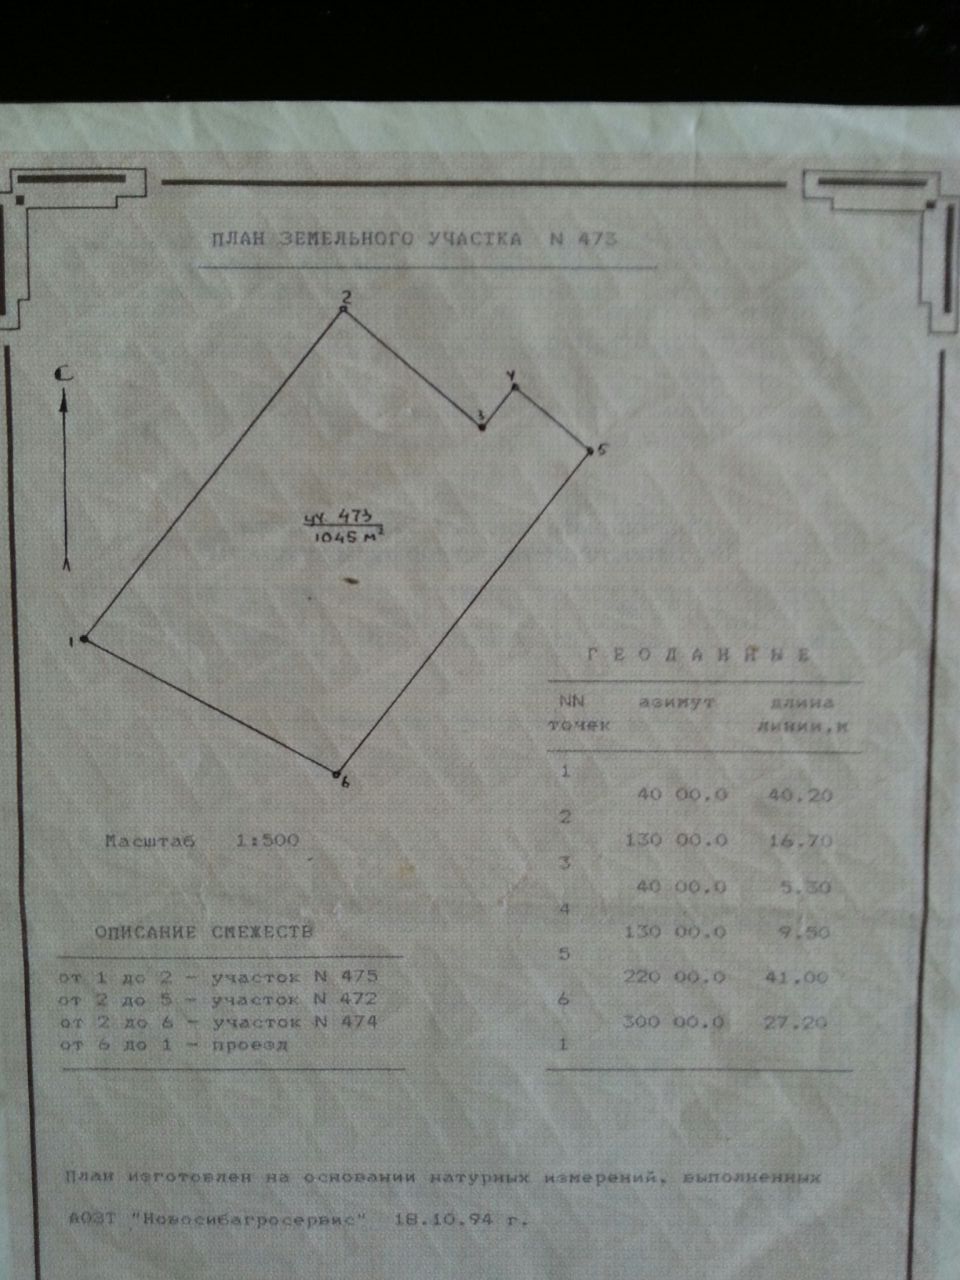 ПЛАН ЗЕМЕЛЬНОГО УЧАСТКА N 473
2
С
4
3
5
уч. 473
1045 м²
1
6
ГЕОДАННЫЕ
NN точек азимут длина линии,м
1
40 00.0 40.20
2
130 00.0 16.70
3
40 00.0 5.30
4
130 00.0 9.50
5
220 00.0 41.00
6
300 00.0 27.20
1
Масштаб 1:500
ОПИСАНИЕ СМЕЖЕСТВ
от 1 до 2 - участок N 475
от 2 до 5 - участок N 472
от 2 до 6 - участок N 474
от 6 до 1 - проезд
План изготовлен на основании натурных измерений, выполненных
АОЗТ "Новосибагросервис" 18.10.94 г.